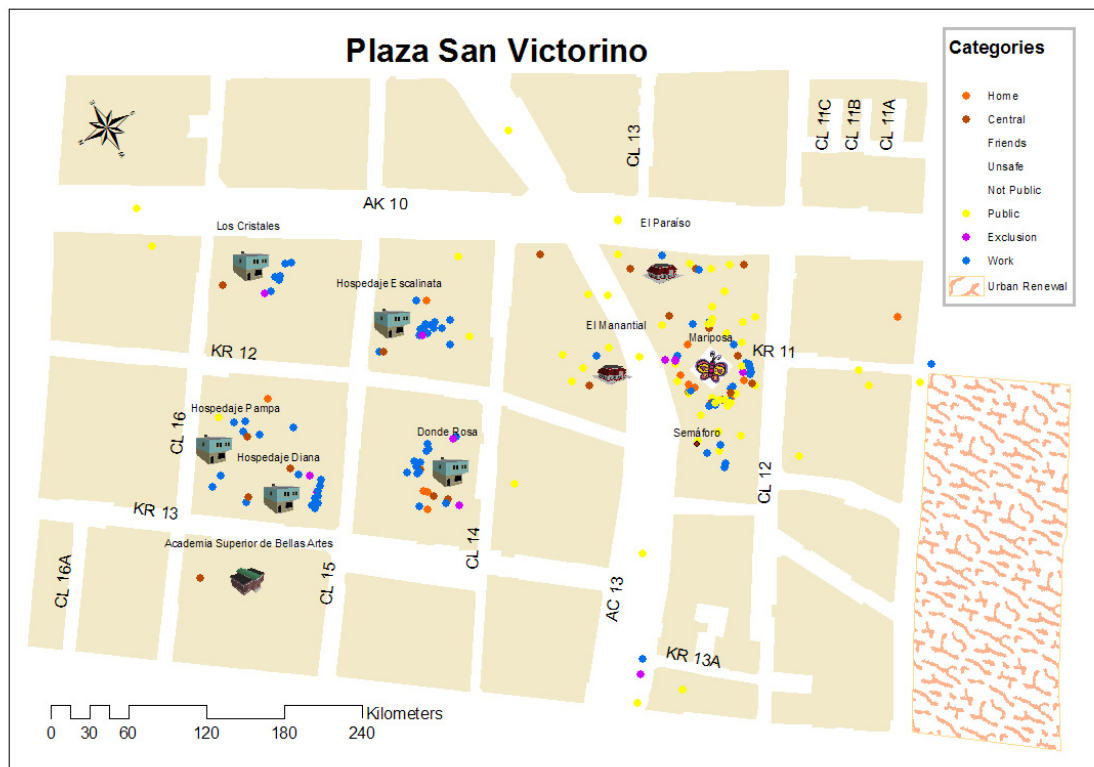 Plaza San Victorino
Categories
Home
Central
Friends
Unsafe
Not Public
Public
Exclusion
Work
Urban Renewal
CL 13
CL 11C
CL 11B
CL 11A
AK 10
Los Cristales
El Paraíso
Hospedaje Escalinata
El Manantial
Mariposa
KR 12
KR 11
Hospedaje Pampa
CL 16
Donde Rosa
Semáforo
Hospedaje Diana
CL 12
KR 13
CL 14
Academia Superior de Bellas Artes
CL 16A
CL 15
AC 13
KR 13A
Kilometers
0 30 60 120 180 240